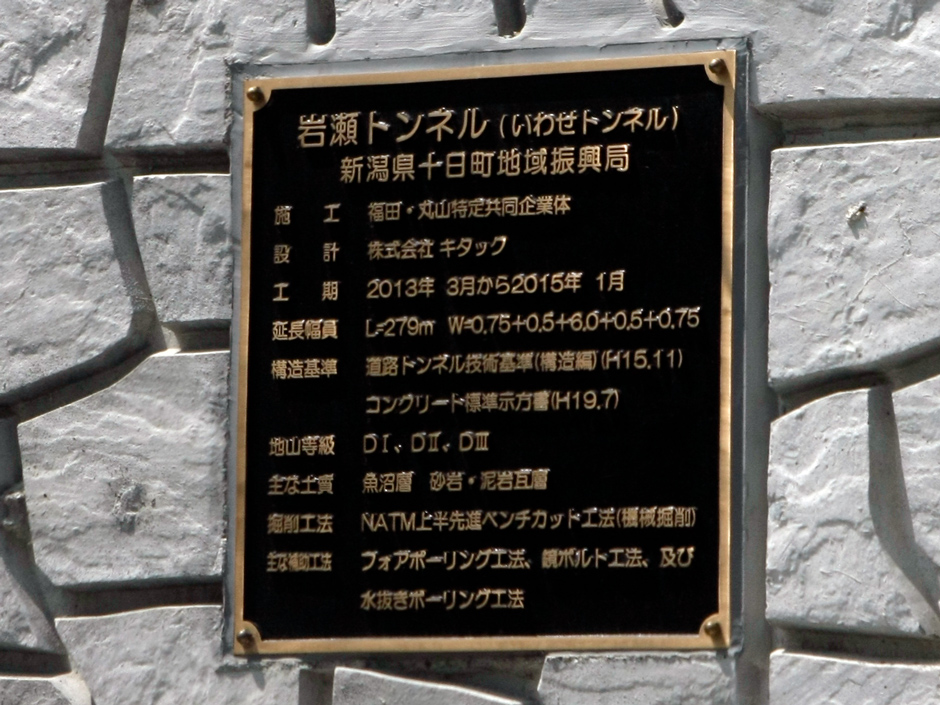 岩瀬トンネル(いわせトンネル)
新潟県十日町地域振興局
施工 福田・丸山特定共同企業体
設計 株式会社 キタック
工期 2013年 3月から2015年 1月
延長幅員 L=279m W=0.75+0.5+6.0+0.5+0.75
構造基準 道路トンネル技術基準(構造編)(H15.11)
コンクリート標準示方書(H19.7)
地山等級 DⅠ、DⅡ、DⅢ
主な土質 魚沼層 砂岩・泥岩互層
掘削工法 NATM上半先進ベンチカット工法(機械掘削)
主な補助工法 フォアポーリング工法、鏡ボルト工法、及び
水抜きボーリング工法